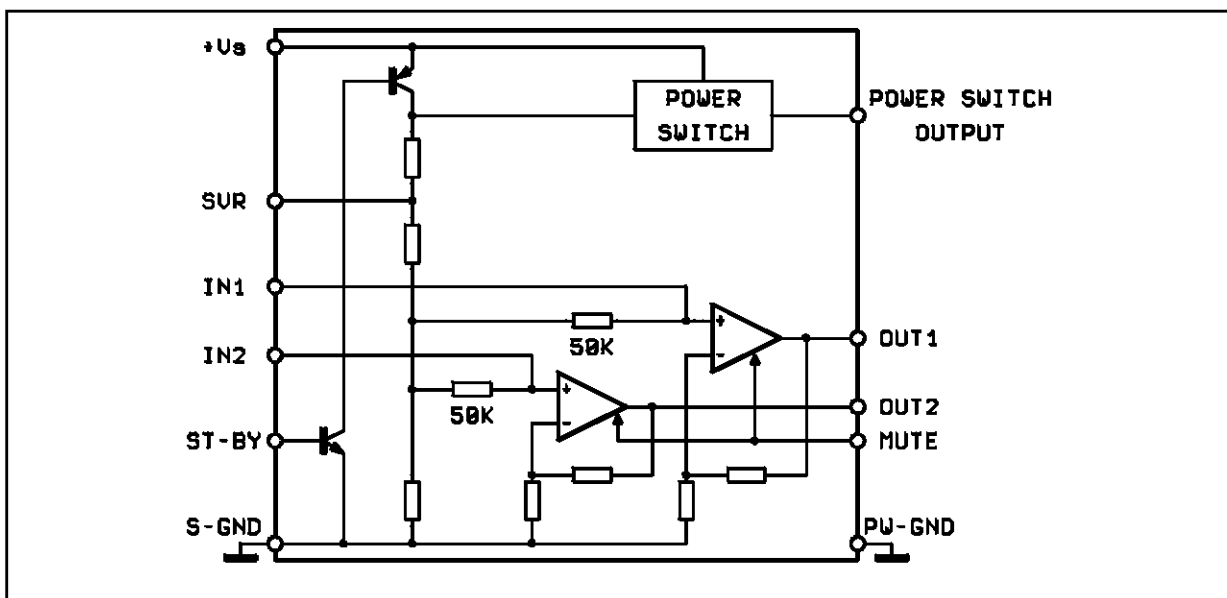 +Vs
POWER
SWITCH
POWER SWITCH
OUTPUT
SVR
IN1
50K
OUT1
IN2
50K
OUT2
ST-BY
MUTE
S-GND
PW-GND
+
-
+
-